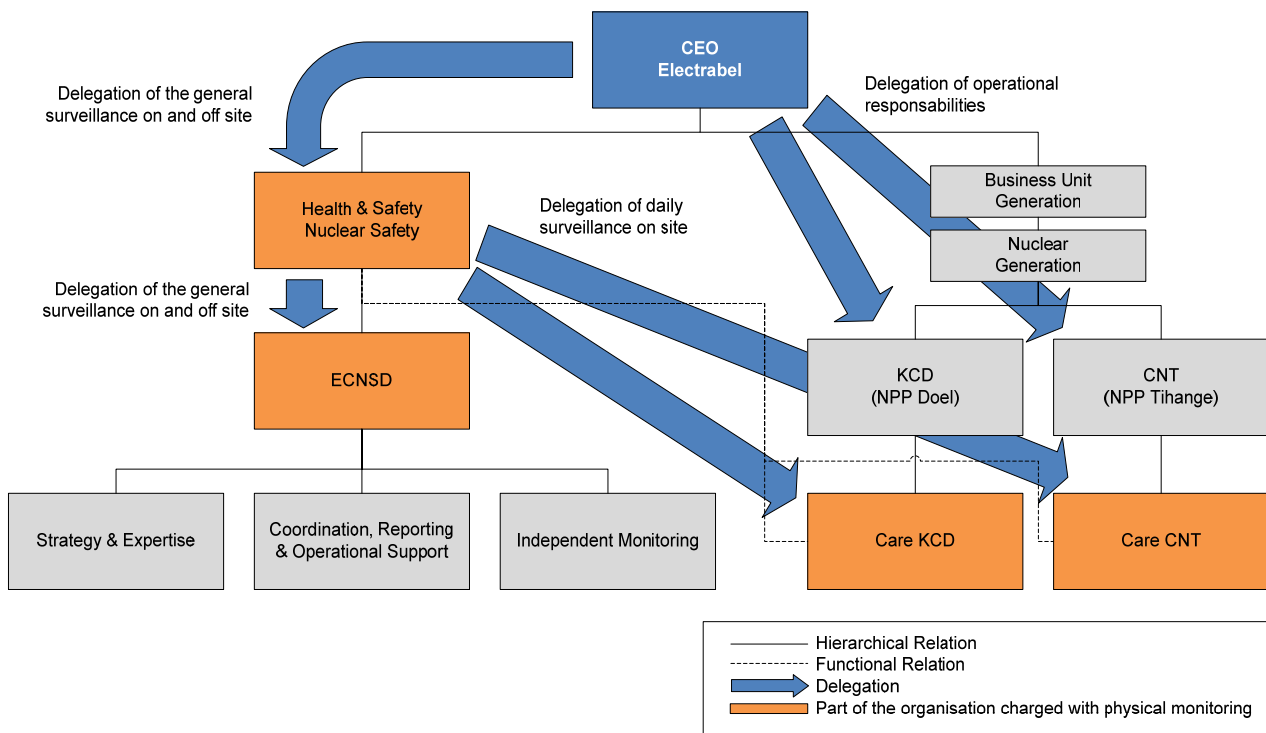 CEO
Electrabel
Delegation of the general
surveillance on and off site
Delegation of operational
responsabilities
Health & Safety
Nuclear Safety
Business Unit
Generation
Delegation of daily
surveillance on site
Nuclear
Generation
Delegation of the general
surveillance on and off site
ECNSD
KCD
(NPP Doel)
CNT
(NPP Tihange)
Strategy & Expertise
Coordination, Reporting
& Operational Support
Independent Monitoring
Care KCD
Care CNT
Hierarchical Relation
Functional Relation
Delegation
Part of the organisation charged with physical monitoring